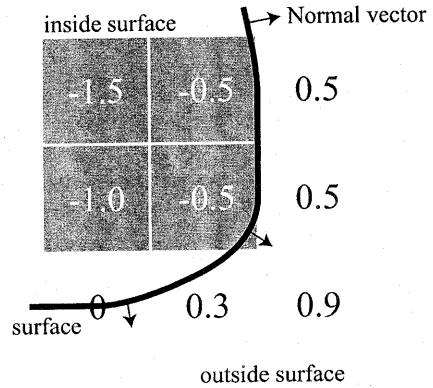 Normal vector
inside surface
-1.5 -0.5 0.5
-1.0 -0.5 0.5
0 0.3 0.9
surface
outside surface